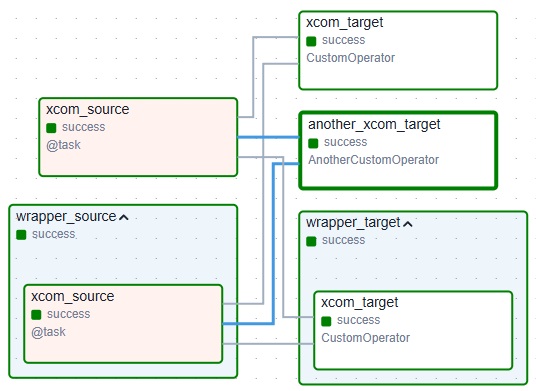 xcom_target
success
CustomOperator
xcom_source
success
@task
another_xcom_target
success
AnotherCustomOperator
wrapper_source
success
xcom_source
success
@task
wrapper_target
success
xcom_target
success
CustomOperator